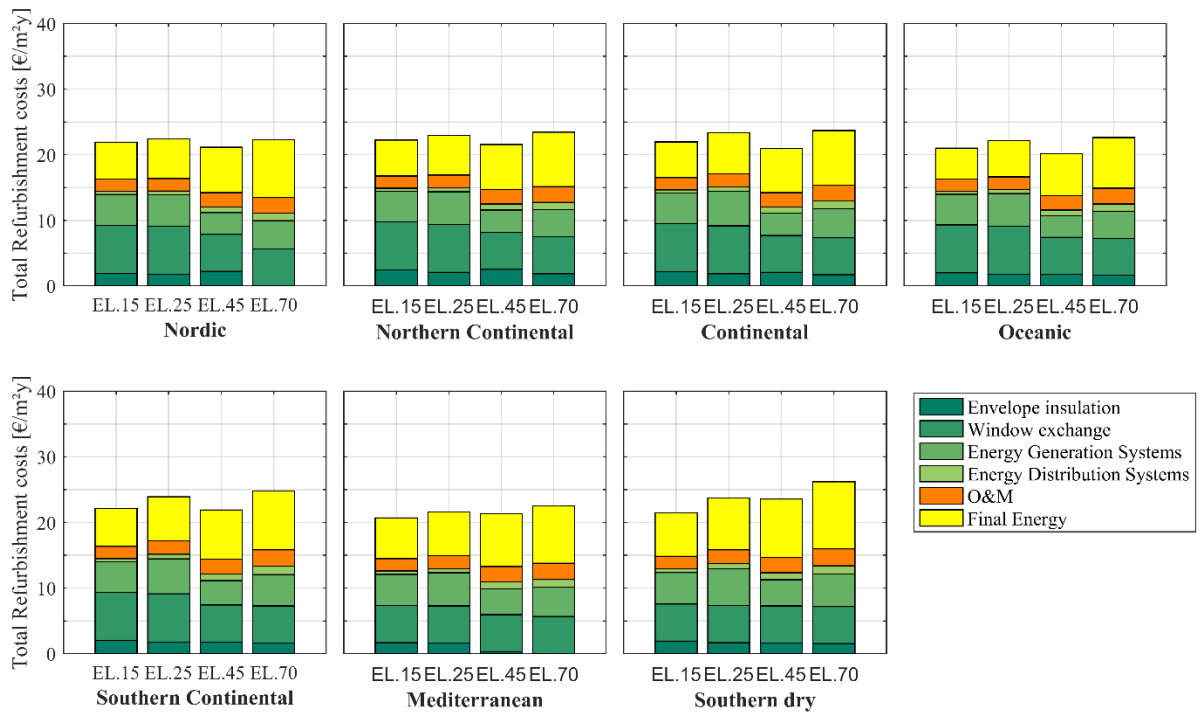 Total Refurbishment costs [€/m²y]
40
30
20
10
0
EL.15 EL.25 EL.45 EL.70
Nordic
EL.15 EL.25 EL.45 EL.70
Northern Continental
EL.15 EL.25 EL.45 EL.70
Continental
EL.15 EL.25 EL.45 EL.70
Oceanic
Total Refurbishment costs [€/m²y]
40
30
20
10
0
EL.15 EL.25 EL.45 EL.70
Southern Continental
EL.15 EL.25 EL.45 EL.70
Mediterranean
EL.15 EL.25 EL.45 EL.70
Southern dry
Envelope insulation
Window exchange
Energy Generation Systems
Energy Distribution Systems
O&M
Final Energy